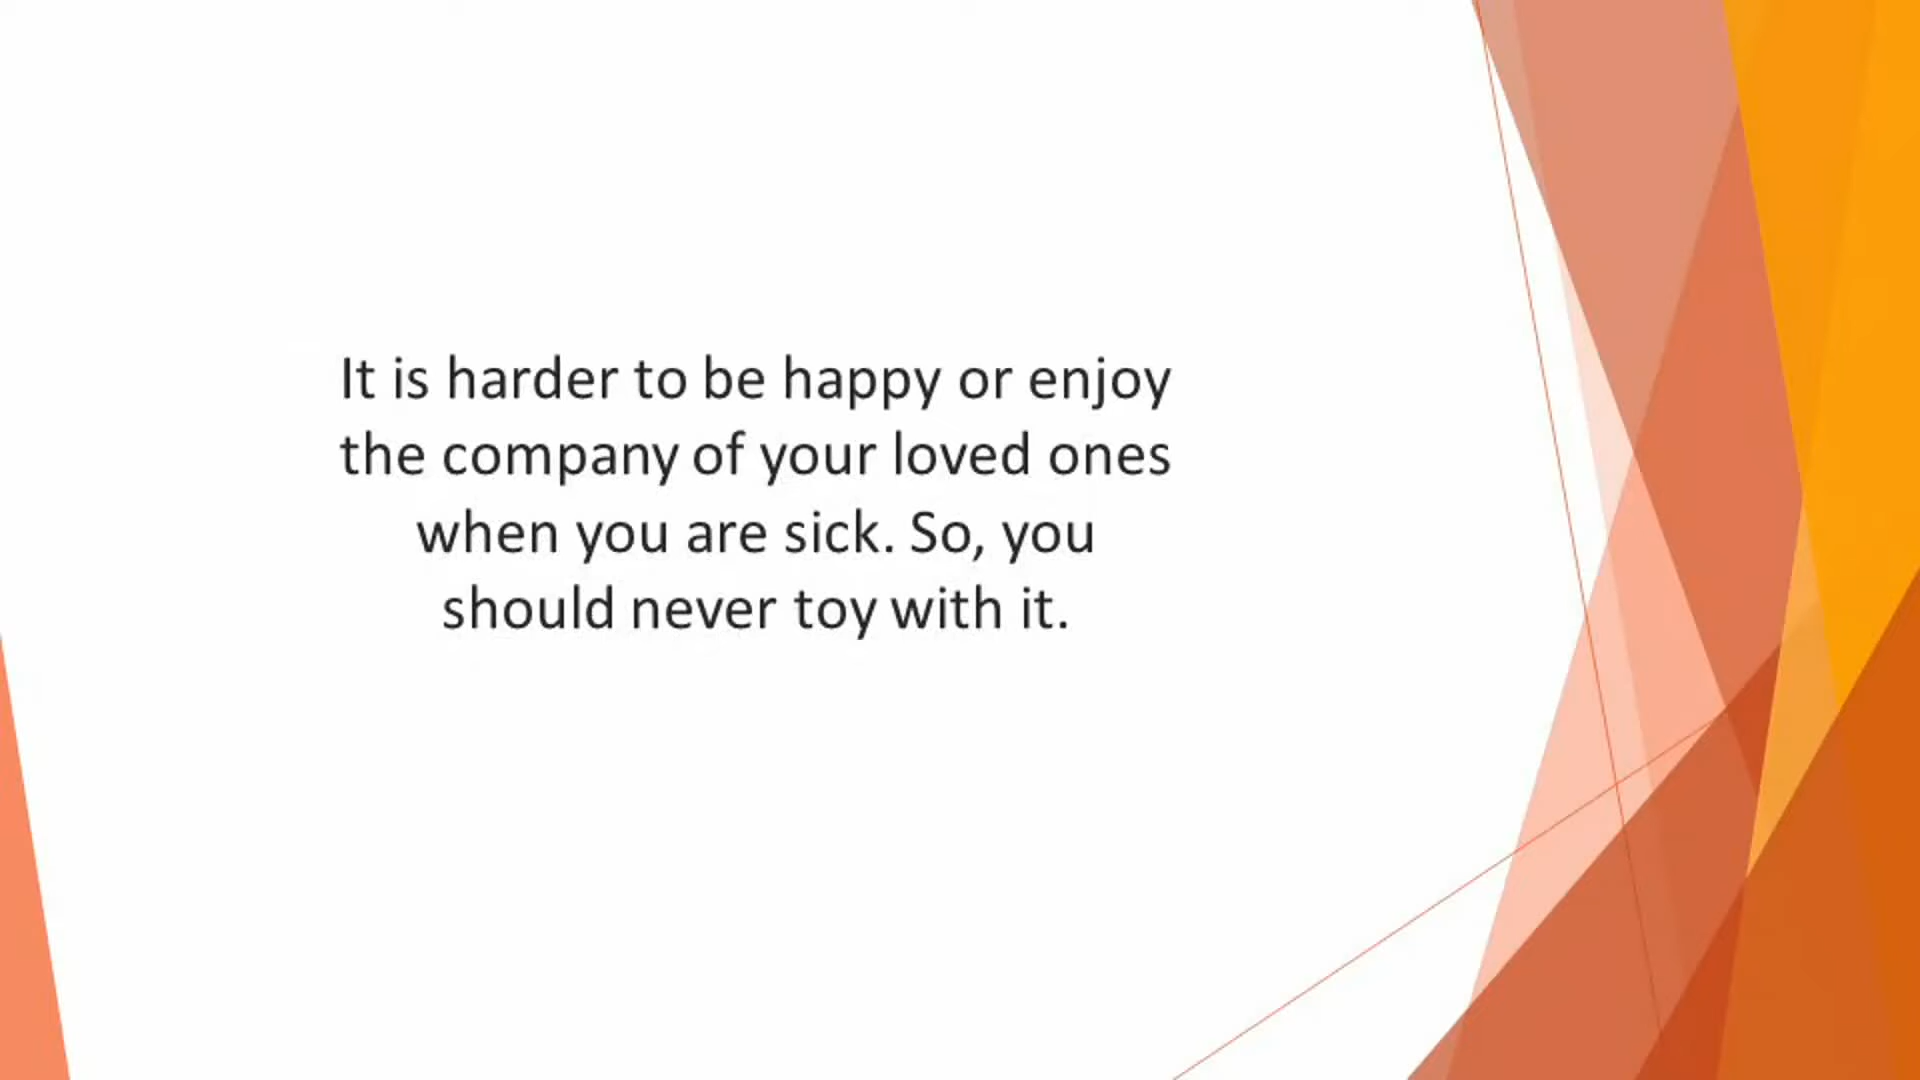 It is harder to be happy or enjoy
the company of your loved ones
when you are sick. So, you
should never toy with it.